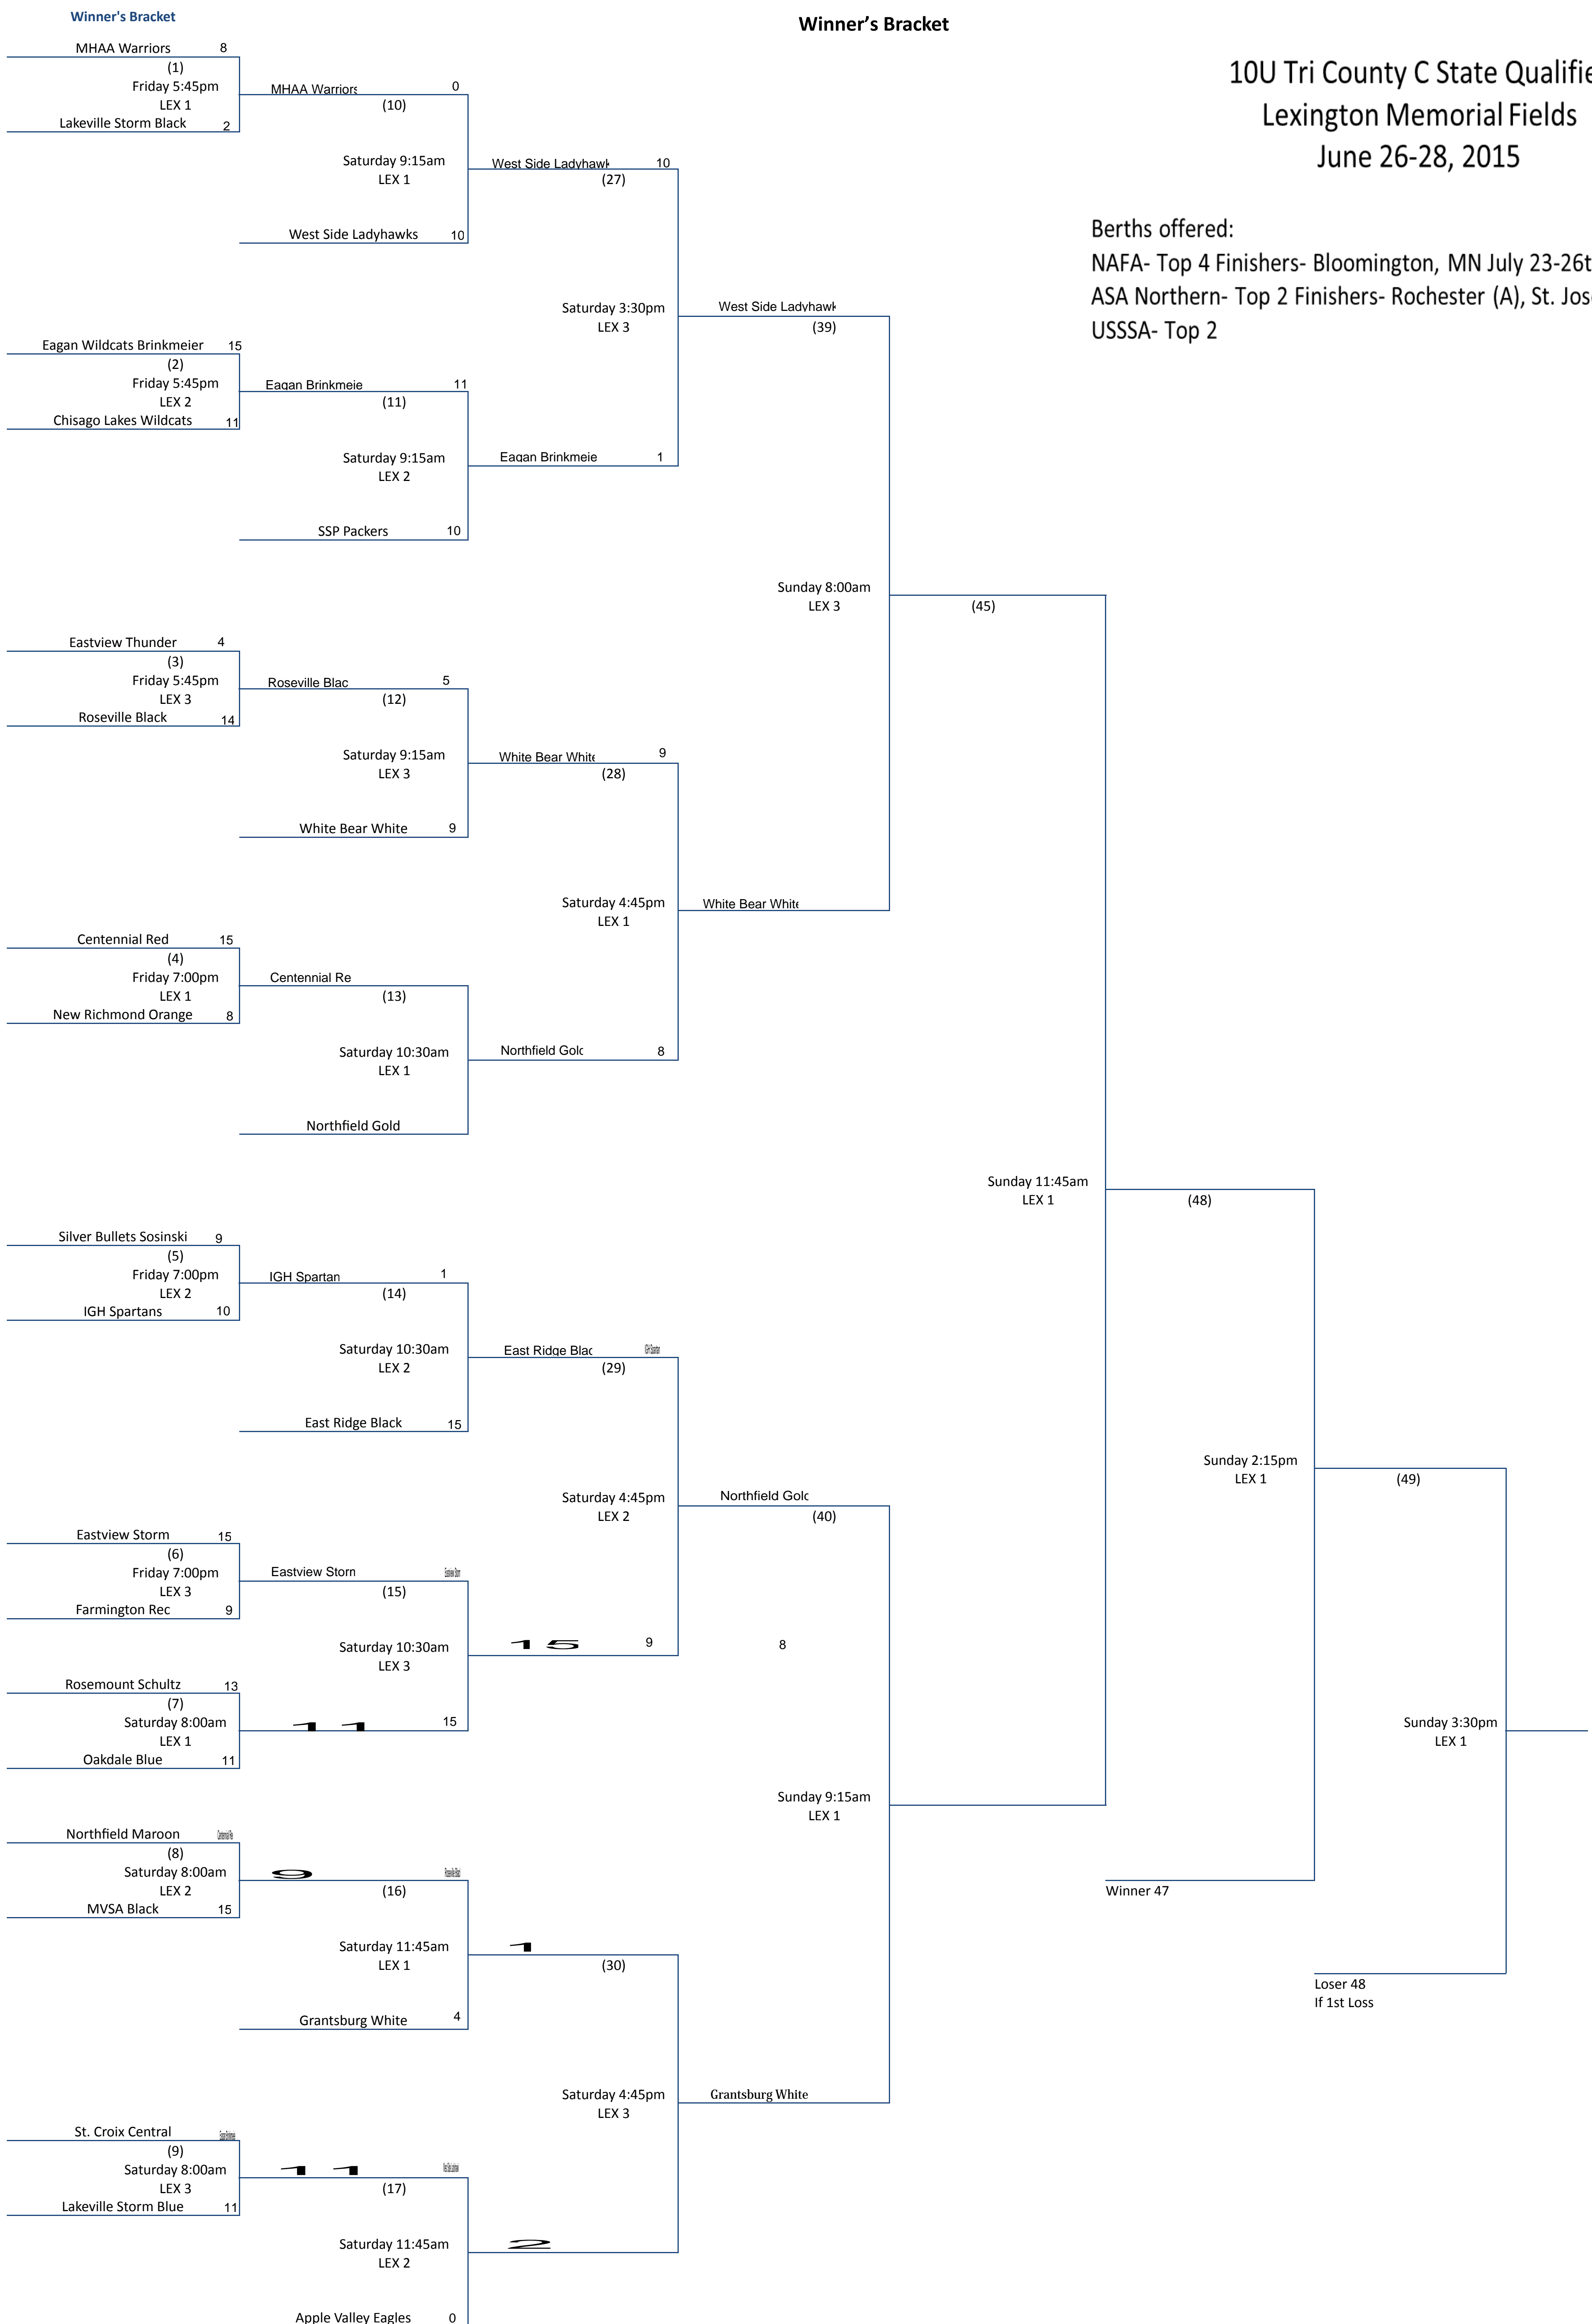 Winner's Bracket
Winner’s Bracket
10U Tri County C State Qualifie
Lexington Memorial Fields
June 26-28, 2015
Berths offered:
NAFA- Top 4 Finishers- Bloomington, MN July 23-26t
ASA Northern- Top 2 Finishers- Rochester (A), St. Jos
USSSA- Top 2
MHAA Warriors 8
(1)
Friday 5:45pm
LEX 1
Lakeville Storm Black 2
MHAA Warriors 0
(10)
Saturday 9:15am
LEX 1
West Side Ladyhawks 10
West Side Ladyhawk 10
(27)
Saturday 3:30pm
LEX 3
West Side Ladyhawk
(39)
Eagan Wildcats Brinkmeier 15
(2)
Friday 5:45pm
LEX 2
Chisago Lakes Wildcats 11
Eagan Brinkmeie 11
(11)
Saturday 9:15am
LEX 2
SSP Packers 10
Eagan Brinkmeie 1
Sunday 8:00am
LEX 3
(45)
Eastview Thunder 4
(3)
Friday 5:45pm
LEX 3
Roseville Black 14
Roseville Blac 5
(12)
Saturday 9:15am
LEX 3
White Bear White 9
White Bear White 9
(28)
Saturday 4:45pm
LEX 1
White Bear White
Centennial Red 15
(4)
Friday 7:00pm
LEX 1
New Richmond Orange 8
Centennial Re
(13)
Saturday 10:30am
LEX 1
Northfield Gold
Northfield Gold 8
Sunday 11:45am
LEX 1
(48)
Silver Bullets Sosinski 9
(5)
Friday 7:00pm
LEX 2
IGH Spartans 10
IGH Spartan 1
(14)
Saturday 10:30am
LEX 2
East Ridge Black 15
East Ridge Blac
(29)
Saturday 4:45pm
LEX 2
Northfield Gold
(40)
Sunday 2:15pm
LEX 1
(49)
Eastview Storm 15
(6)
Friday 7:00pm
LEX 3
Farmington Rec 9
Eastview Storm
(15)
Saturday 10:30am
LEX 3
15 9
8
Rosemount Schultz 13
(7)
Saturday 8:00am
LEX 1
Oakdale Blue 11
11 15
Sunday 3:30pm
LEX 1
Sunday 9:15am
LEX 1
Northfield Maroon
(8)
Saturday 8:00am
LEX 2
MVSA Black 15
9
(16)
Saturday 11:45am
LEX 1
Grantsburg White 4
1
(30)
Saturday 4:45pm
LEX 3
Grantsburg White
Winner 47
Loser 48
If 1st Loss
St. Croix Central
(9)
Saturday 8:00am
LEX 3
Lakeville Storm Blue 11
11
(17)
Saturday 11:45am
LEX 2
Apple Valley Eagles 0
2